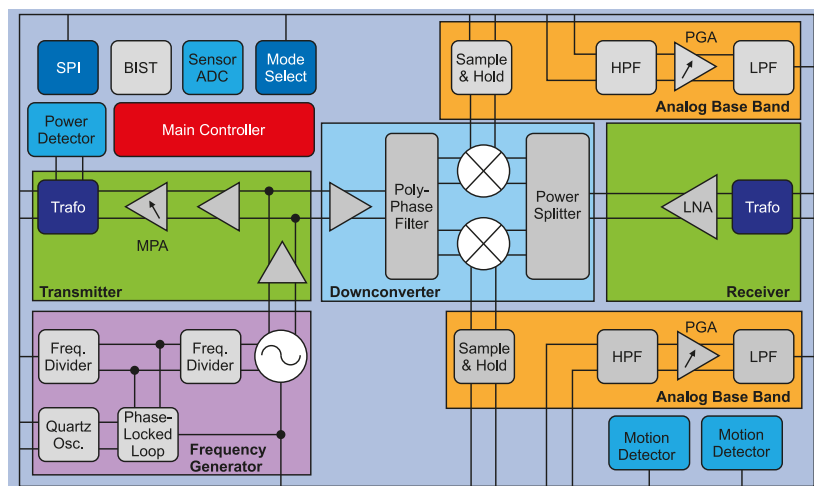 SPI
BIST
Sensor
ADC
Mode
Select
Sample
& Hold
HPF
PGA
LPF
Analog Base Band
Power
Detector
Main Controller
Trafo
MPA
Transmitter
Poly-
Phase
Filter
Power
Splitter
Downconverter
LNA
Trafo
Receiver
Freq.
Divider
Freq.
Divider
Quartz
Osc.
Phase-
Locked
Loop
Frequency
Generator
Sample
& Hold
HPF
PGA
LPF
Analog Base Band
Motion
Detector
Motion
Detector